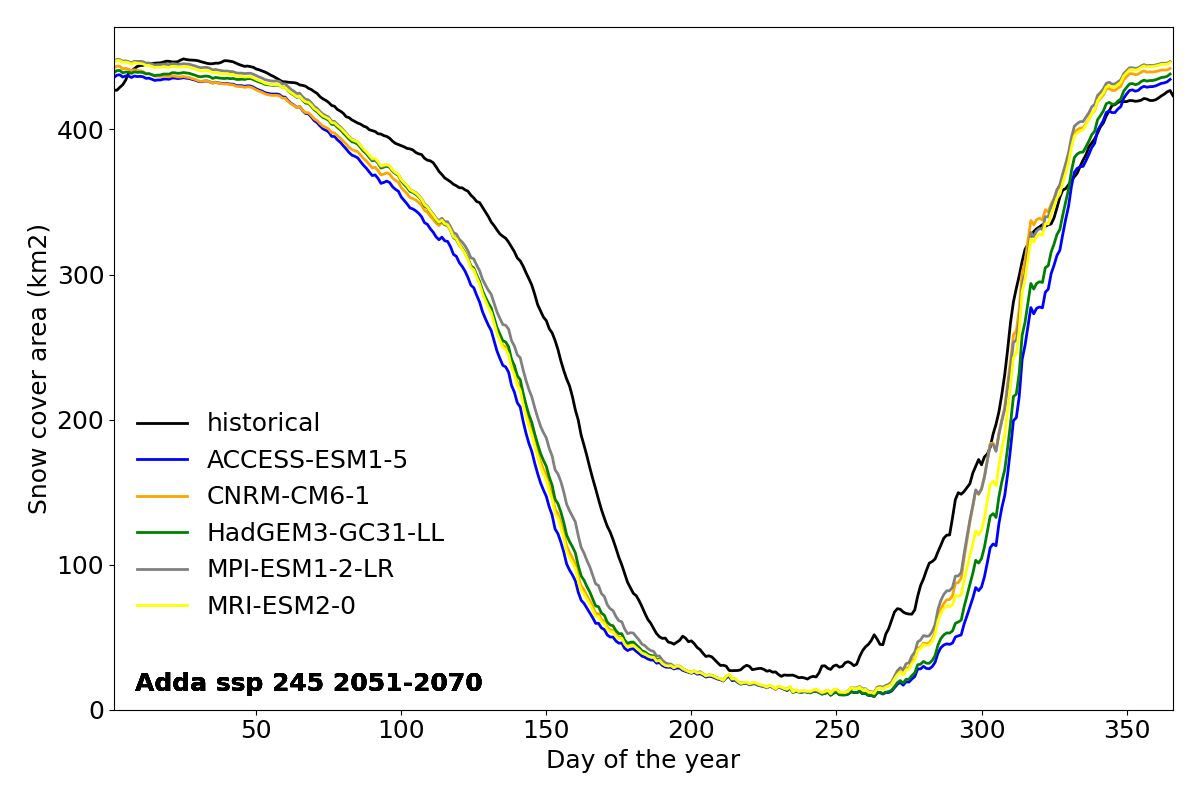 Snow cover area (km2)
400
300
200
100
0
historical
ACCESS-ESM1-5
CNRM-CM6-1
HadGEM3-GC31-LL
MPI-ESM1-2-LR
MRI-ESM2-0
Adda ssp 245 2051-2070
50 100 150 200 250 300 350
Day of the year